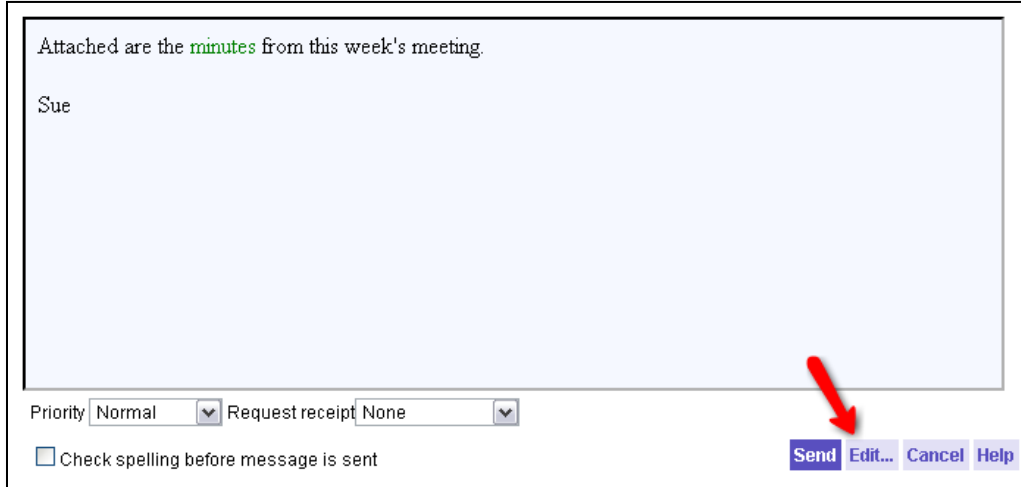 Attached are the minutes from this week's meeting.
Sue
Priority Normal Request receipt None
Check spelling before message is sent
Send Edit... Cancel Help